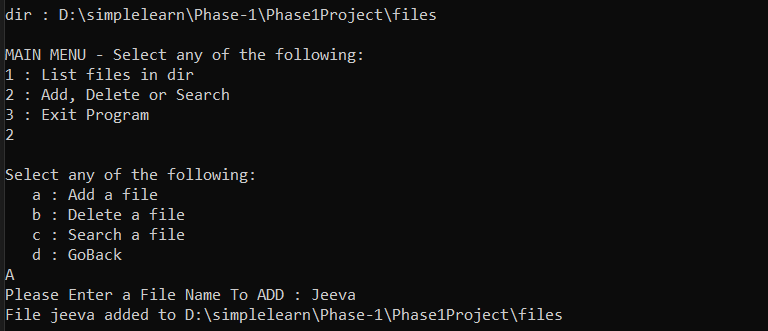 dir : D:\simplelearn\Phase-1\Phase1Project\files
MAIN MENU - Select any of the following:
1 : List files in dir
2 : Add, Delete or Search
3 : Exit Program
2
Select any of the following:
a : Add a file
b : Delete a file
c : Search a file
d : GoBack
A
Please Enter a File Name To ADD : Jeeva
File jeeva added to D:\simplelearn\Phase-1\Phase1Project\files